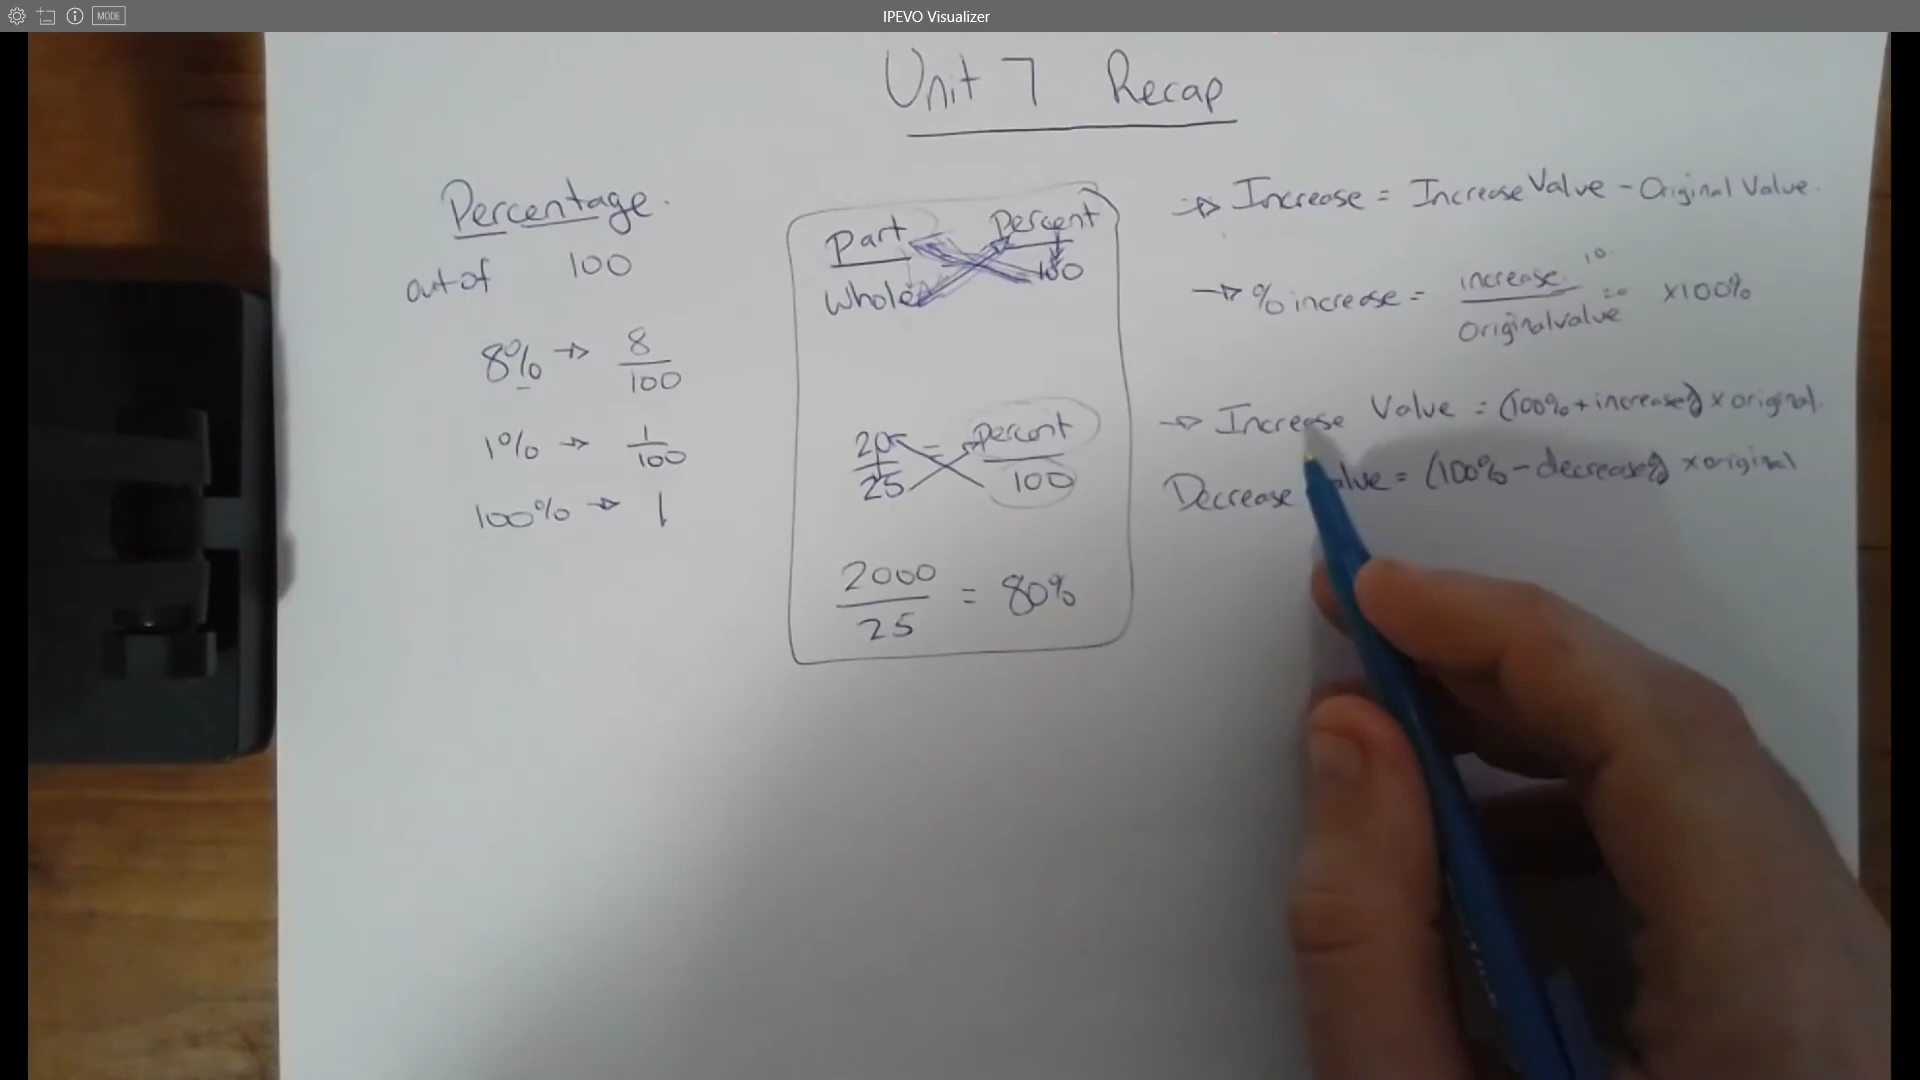 MODE
IPEVO Visualizer
Unit 7 Recap
Percentage
out of 100
8% → 8/100
1% → 1/100
100% → 1
Part Percent
Whole 100
20 = Percent
25 100
2000/25 = 80%
→ Increase = Increase Value - Original Value
→ % increase = increase 10 / Original value 20 x100%
→ Increase Value = (100% + increase%) x original
Decrease Value = (100% - decrease%) x original